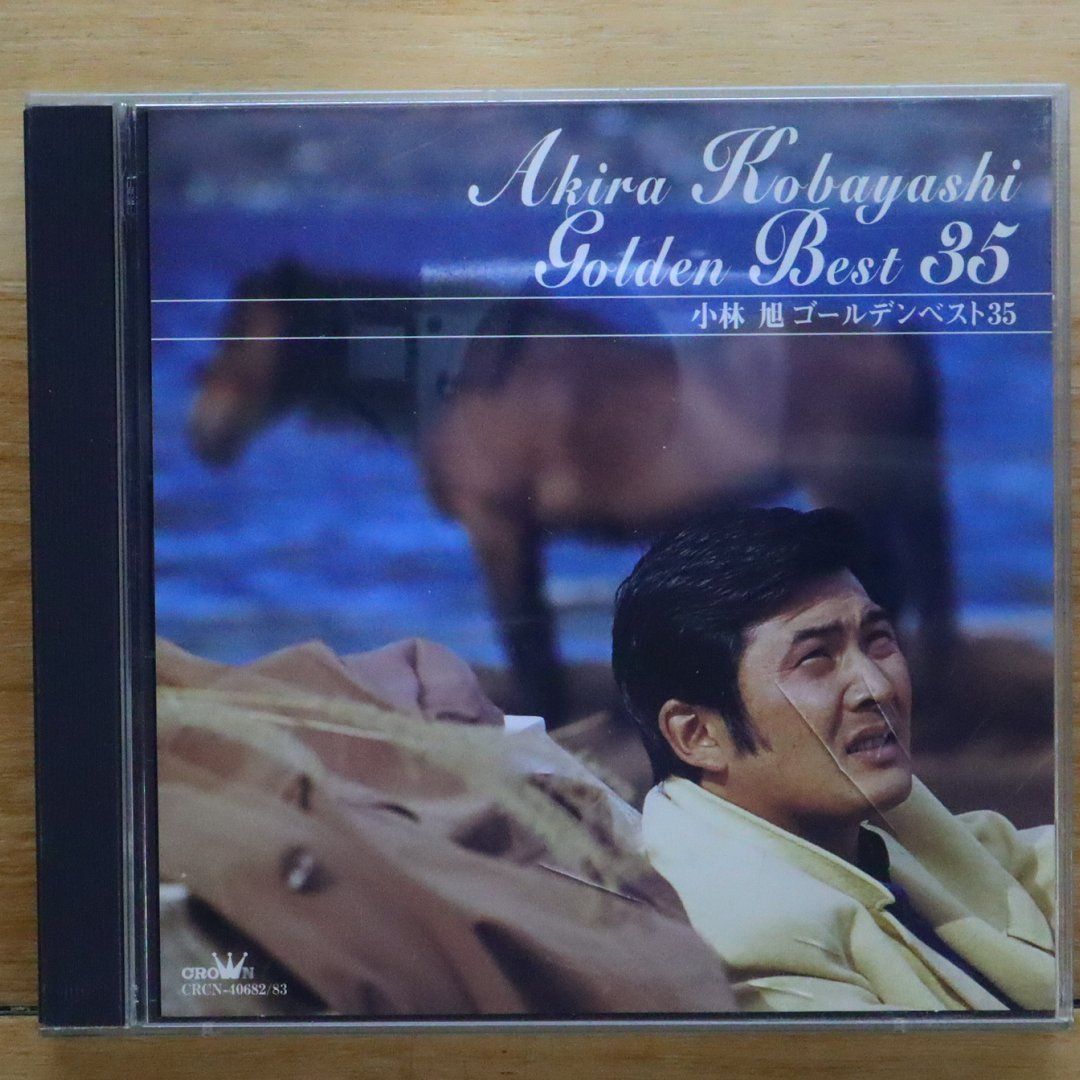 Akira Kobayashi
Golden Best 35
小林 旭 ゴールデンベスト35
CROWN
CRCN-40682/83